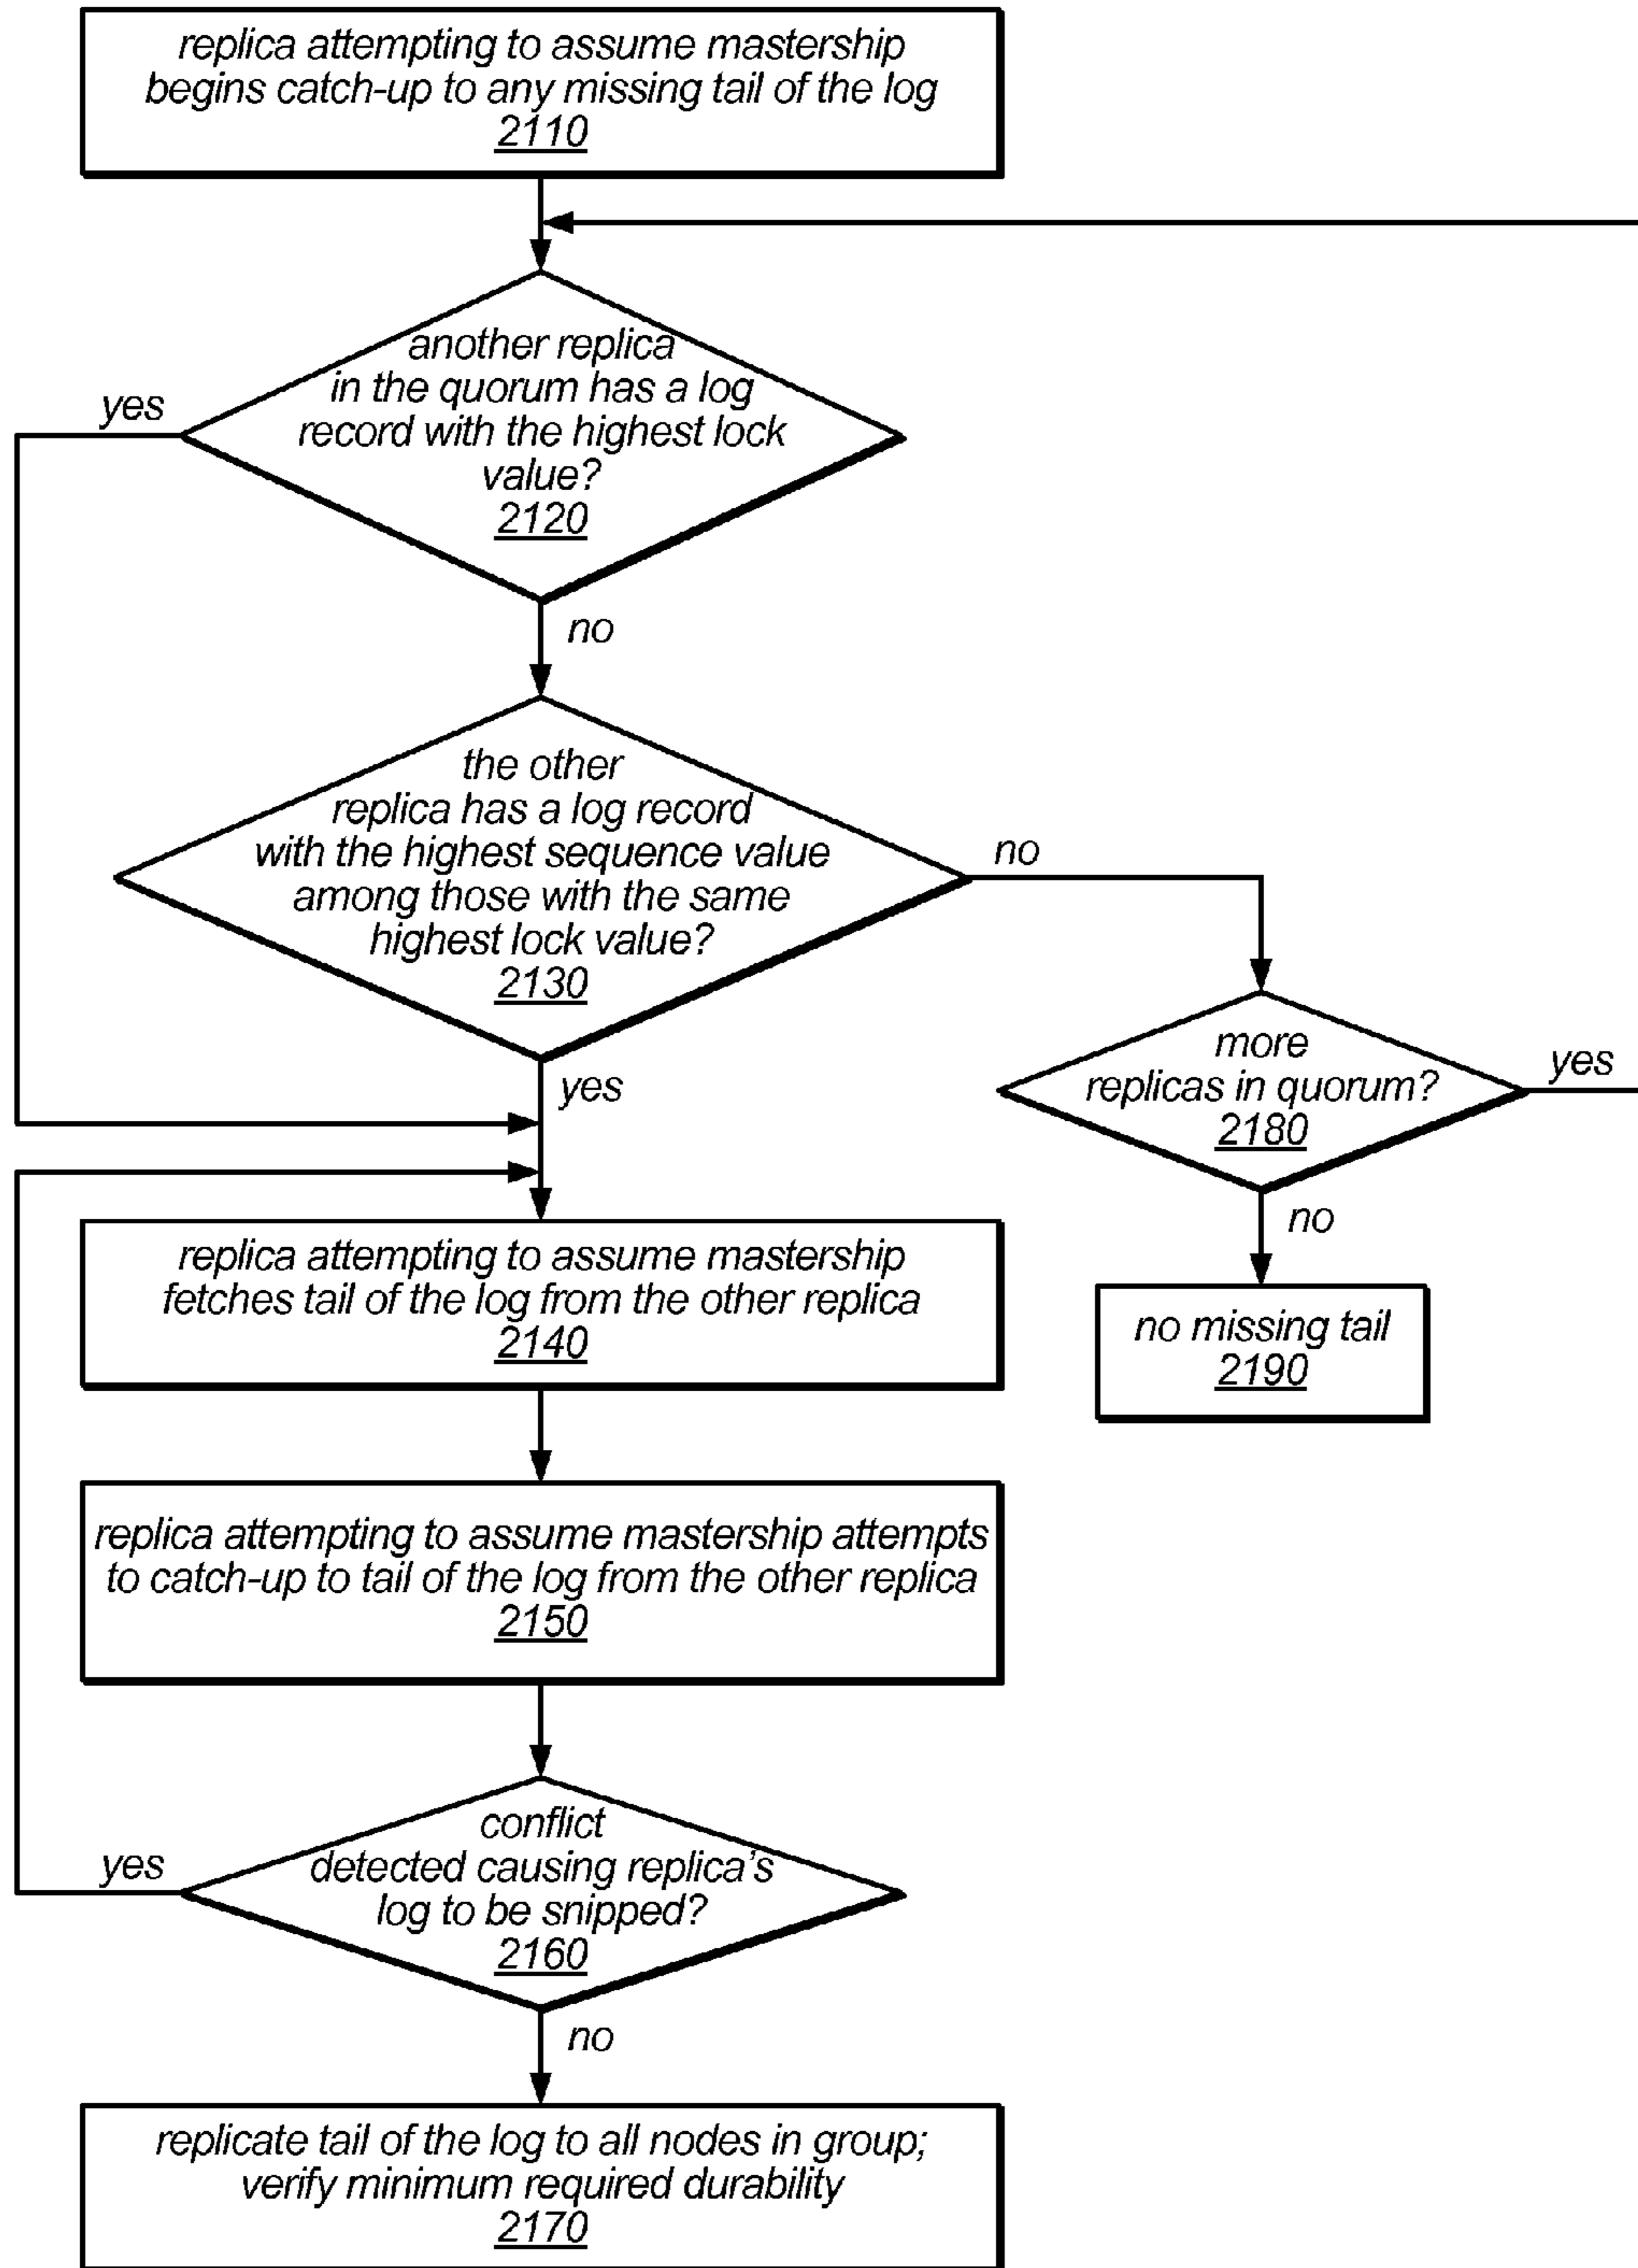 replica attempting to assume mastership
begins catch-up to any missing tail of the log
2110
another replica
in the quorum has a log
record with the highest lock
value?
2120
yes
no
the other
replica has a log record
with the highest sequence value
among those with the same
highest lock value?
2130
no
yes
more
replicas in quorum?
2180
yes
no
no missing tail
2190
replica attempting to assume mastership
fetches tail of the log from the other replica
2140
replica attempting to assume mastership attempts
to catch-up to tail of the log from the other replica
2150
conflict
detected causing replica's
log to be snipped?
2160
yes
no
replicate tail of the log to all nodes in group;
verify minimum required durability
2170